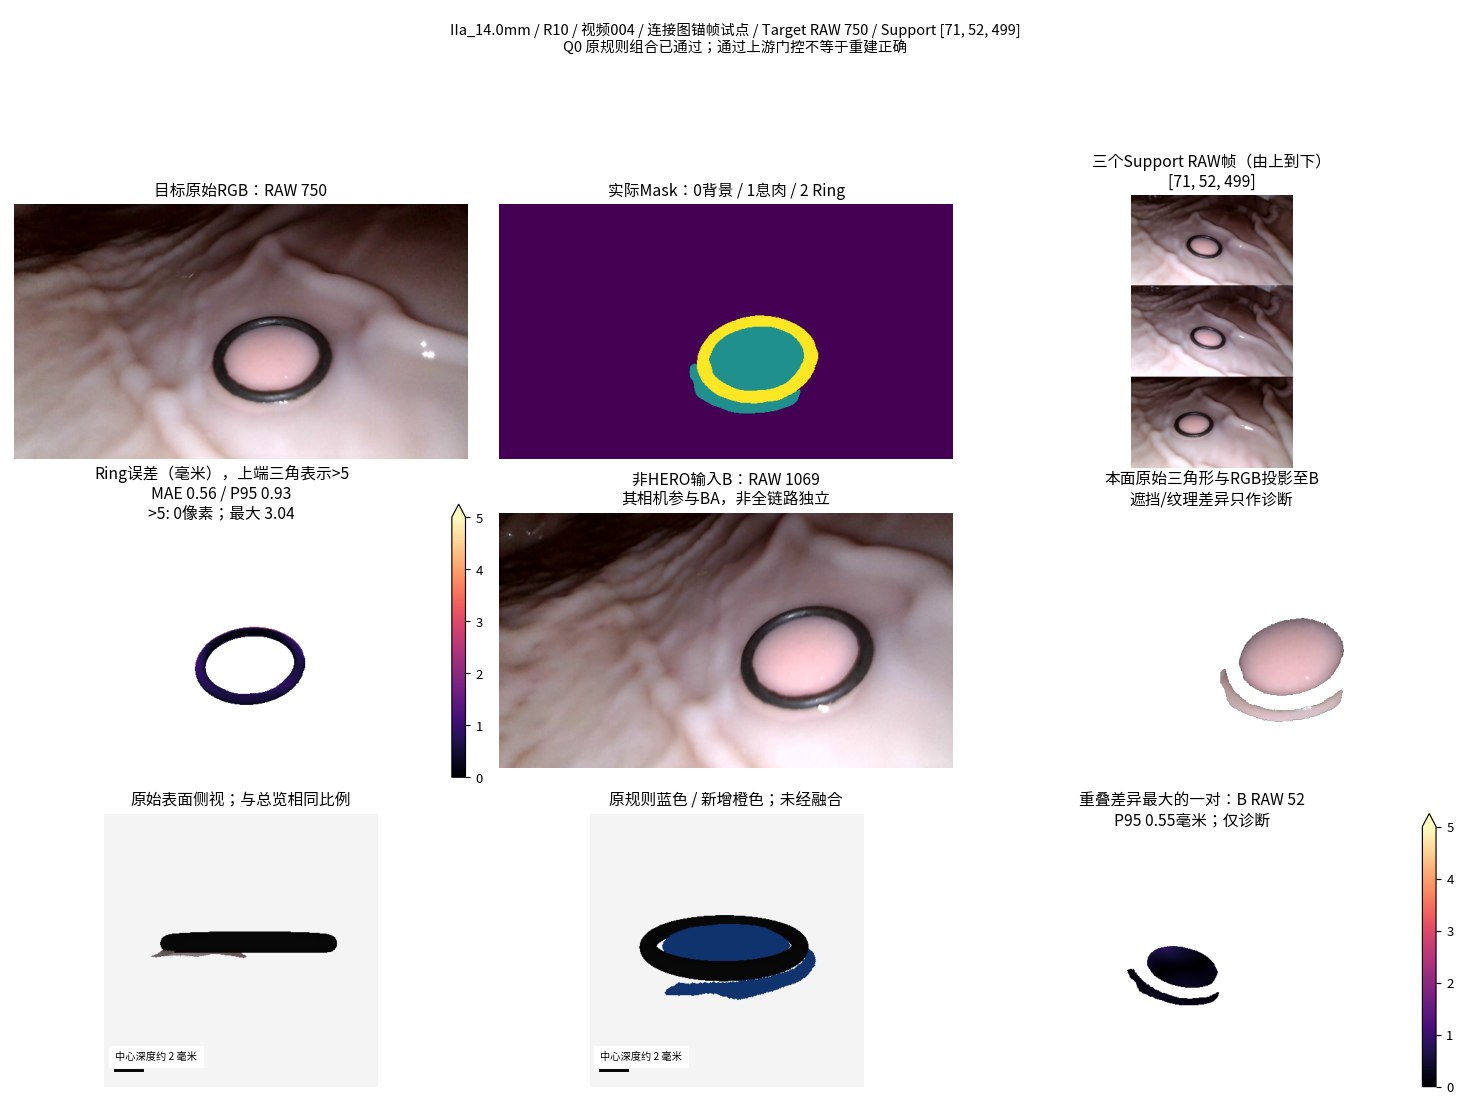 IIa_14.0mm / R10 / 视频004 / 连接图锚帧试点 / Target RAW 750 / Support [71, 52, 499]
Q0 原规则组合已通过；通过上游门控不等于重建正确
目标原始RGB：RAW 750
实际Mask：0背景 / 1息肉 / 2 Ring
三个Support RAW帧（由上到下）
[71, 52, 499]
Ring误差（毫米），上端三角表示>5
MAE 0.56 / P95 0.93
>5: 0像素；最大 3.04
5
4
3
2
1
0
非HERO输入B：RAW 1069
其相机参与BA，非全链路独立
本面原始三角形与RGB投影至B
遮挡/纹理差异只作诊断
原始表面侧视；与总览相同比例
中心深度约 2 毫米
原规则蓝色 / 新增橙色；未经融合
中心深度约 2 毫米
重叠差异最大的一对：B RAW 52
P95 0.55毫米；仅诊断
5
4
3
2
1
0